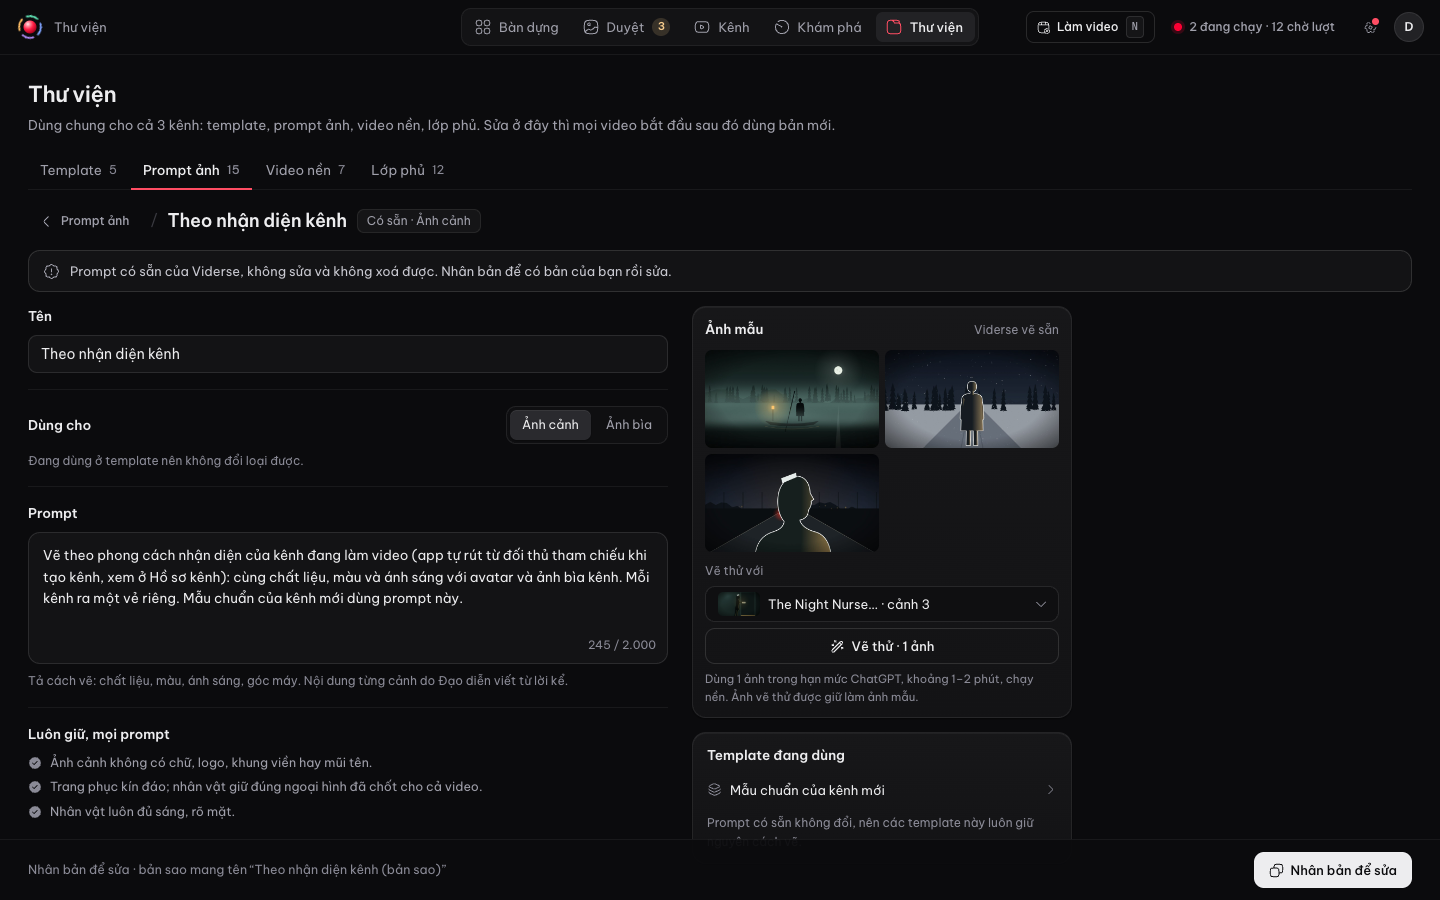 Thư viện
Bàn dựng
Duyệt 3
Kênh
Khám phá
Thư viện
Làm video N
2 đang chạy · 12 chờ lượt
D
Thư viện
Dùng chung cho cả 3 kênh: template, prompt ảnh, video nền, lớp phủ. Sửa ở đây thì mọi video bắt đầu sau đó dùng bản mới.
Template 5
Prompt ảnh 15
Video nền 7
Lớp phủ 12
Prompt ảnh / Theo nhận diện kênh Có sẵn · Ảnh cảnh
Prompt có sẵn của Viderse, không sửa và không xoá được. Nhân bản để có bản của bạn rồi sửa.
Tên
Theo nhận diện kênh
Dùng cho
Ảnh cảnh
Ảnh bìa
Đang dùng ở template nên không đổi loại được.
Prompt
Vẽ theo phong cách nhận diện của kênh đang làm video (app tự rút từ đối thủ tham chiếu khi
tạo kênh, xem ở Hồ sơ kênh): cùng chất liệu, màu và ánh sáng với avatar và ảnh bìa kênh. Mỗi
kênh ra một vẻ riêng. Mẫu chuẩn của kênh mới dùng prompt này.
245 / 2.000
Tả cách vẽ: chất liệu, màu, ánh sáng, góc máy. Nội dung từng cảnh do Đạo diễn viết từ lời kể.
Luôn giữ, mọi prompt
Ảnh cảnh không có chữ, logo, khung viền hay mũi tên.
Trang phục kín đáo; nhân vật giữ đúng ngoại hình đã chốt cho cả video.
Nhân vật luôn đủ sáng, rõ mặt.
Ảnh mẫu
Viderse vẽ sẵn
Vẽ thử với
The Night Nurse... · cảnh 3
Vẽ thử · 1 ảnh
Dùng 1 ảnh trong hạn mức ChatGPT, khoảng 1–2 phút, chạy
nền. Ảnh vẽ thử được giữ làm ảnh mẫu.
Template đang dùng
Mẫu chuẩn của kênh mới
Prompt có sẵn không đổi, nên các template này luôn giữ
nguyên cách vẽ.
Nhân bản để sửa · bản sao mang tên “Theo nhận diện kênh (bản sao)”
Nhân bản để sửa